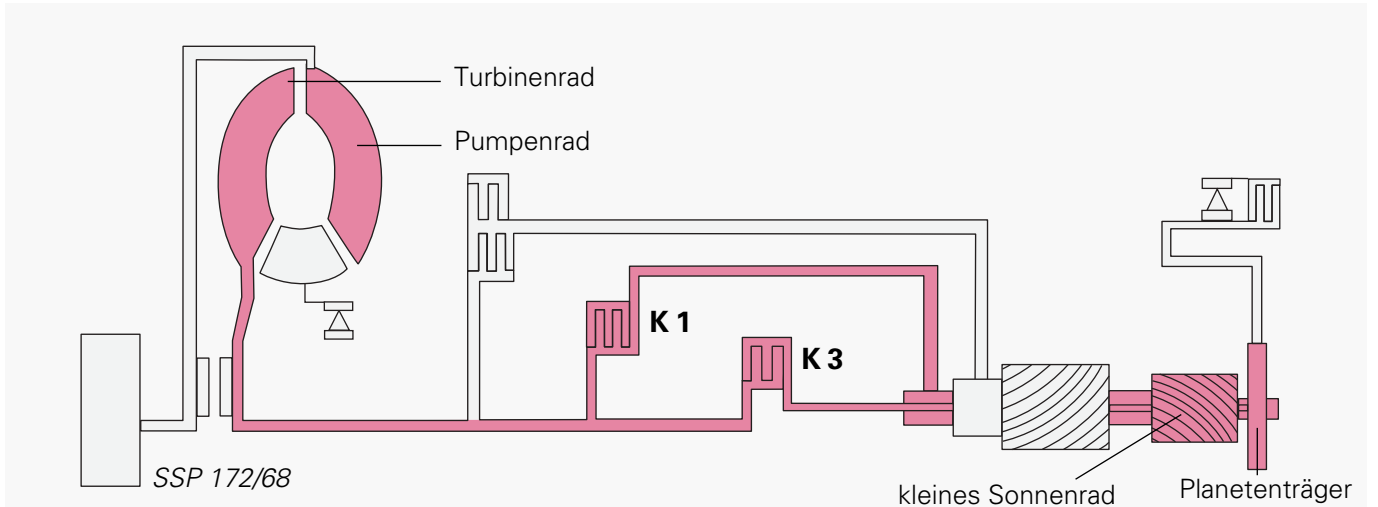 Turbinenrad
Pumpenrad
K 1
K 3
SSP 172/68
kleines Sonnenrad
Planetenträger